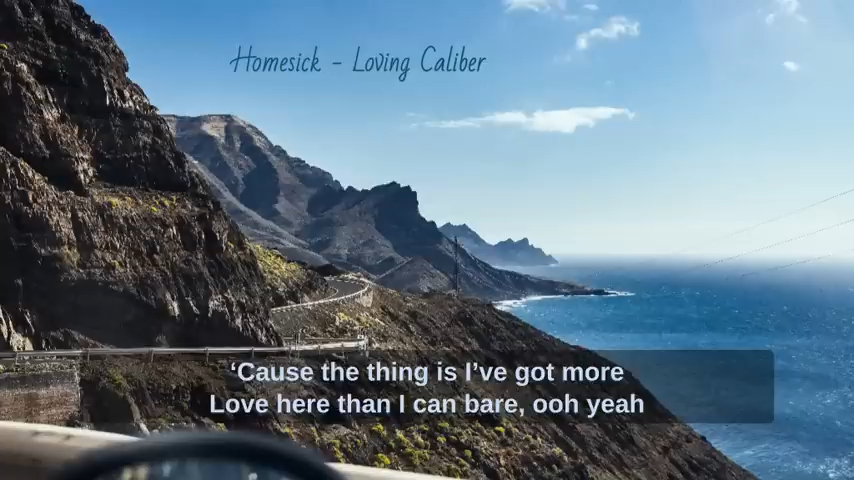 Homesick - Loving Caliber
‘Cause the thing is I’ve got more
Love here than I can bare, ooh yeah